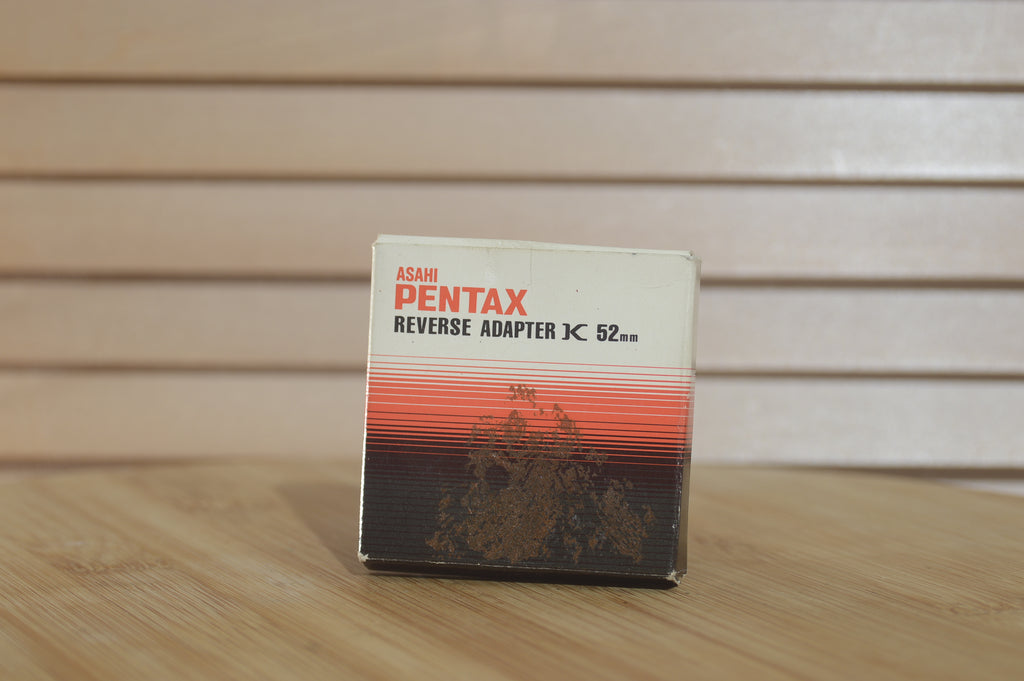 ASAHI
PENTAX
REVERSE ADAPTER K 52mm